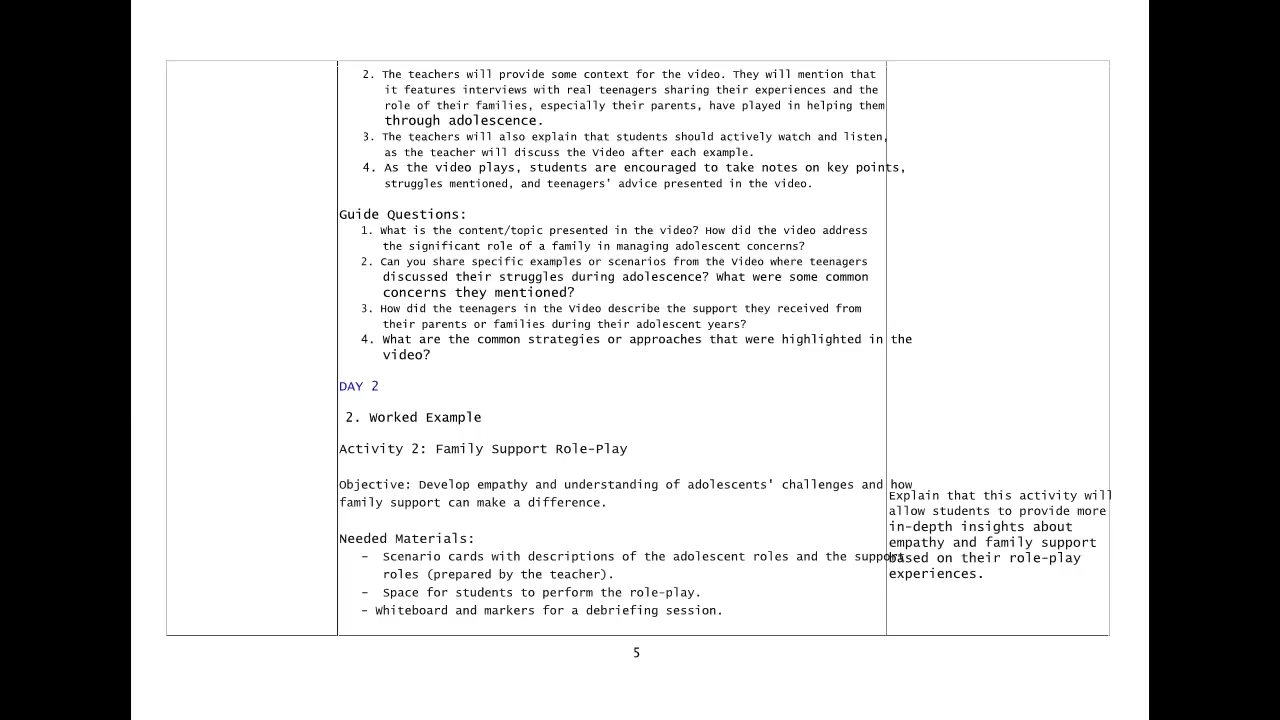 2. The teachers will provide some context for the video. They will mention that
it features interviews with real teenagers sharing their experiences and the
role of their families, especially their parents, have played in helping them
through adolescence.
3. The teachers will also explain that students should actively watch and listen,
as the teacher will discuss the Video after each example.
4. As the video plays, students are encouraged to take notes on key points,
struggles mentioned, and teenagers’ advice presented in the video.
Guide Questions:
1. What is the content/topic presented in the video? How did the video address
the significant role of a family in managing adolescent concerns?
2. Can you share specific examples or scenarios from the Video where teenagers
discussed their struggles during adolescence? What were some common
concerns they mentioned?
3. How did the teenagers in the Video describe the support they received from
their parents or families during their adolescent years?
4. What are the common strategies or approaches that were highlighted in the
video?
DAY 2
2. Worked Example
Activity 2: Family Support Role-Play
Objective: Develop empathy and understanding of adolescents' challenges and how
family support can make a difference.
Needed Materials:
– Scenario cards with descriptions of the adolescent roles and the support
roles (prepared by the teacher).
– Space for students to perform the role-play.
– Whiteboard and markers for a debriefing session.
Explain that this activity will
allow students to provide more
in-depth insights about
empathy and family support
based on their role-play
experiences.
5